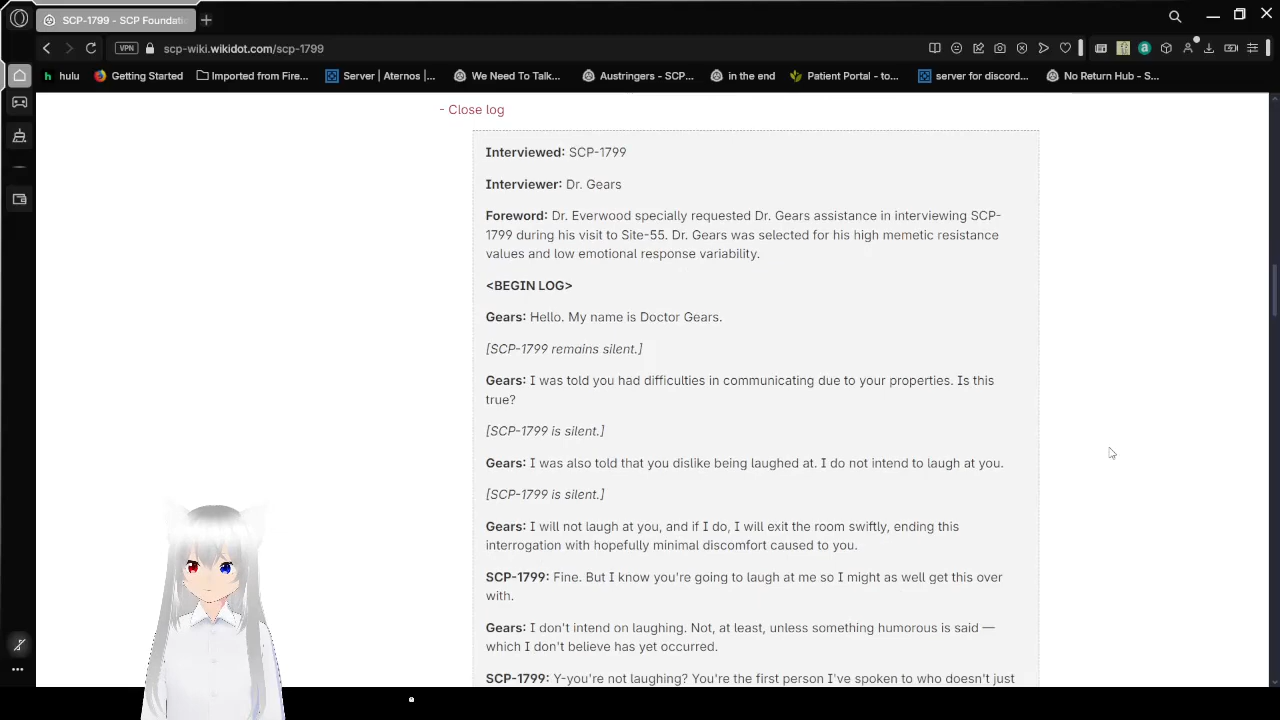 SCP-1799 - SCP Foundati
scp-wiki.wikidot.com/scp-1799
VPN
hulu
Getting Started
Imported from Fire...
Server | Aternos |...
We Need To Talk...
Austringers - SCP...
in the end
Patient Portal - to...
server for discord...
No Return Hub - S...
- Close log
Interviewed: SCP-1799
Interviewer: Dr. Gears
Foreword: Dr. Everwood specially requested Dr. Gears assistance in interviewing SCP-
1799 during his visit to Site-55. Dr. Gears was selected for his high memetic resistance
values and low emotional response variability.
<BEGIN LOG>
Gears: Hello. My name is Doctor Gears.
[SCP-1799 remains silent.]
Gears: I was told you had difficulties in communicating due to your properties. Is this
true?
[SCP-1799 is silent.]
Gears: I was also told that you dislike being laughed at. I do not intend to laugh at you.
[SCP-1799 is silent.]
Gears: I will not laugh at you, and if I do, I will exit the room swiftly, ending this
interrogation with hopefully minimal discomfort caused to you.
SCP-1799: Fine. But I know you're going to laugh at me so I might as well get this over
with.
Gears: I don't intend on laughing. Not, at least, unless something humorous is said —
which I don't believe has yet occurred.
SCP-1799: Y-you're not laughing? You're the first person I've spoken to who doesn't just